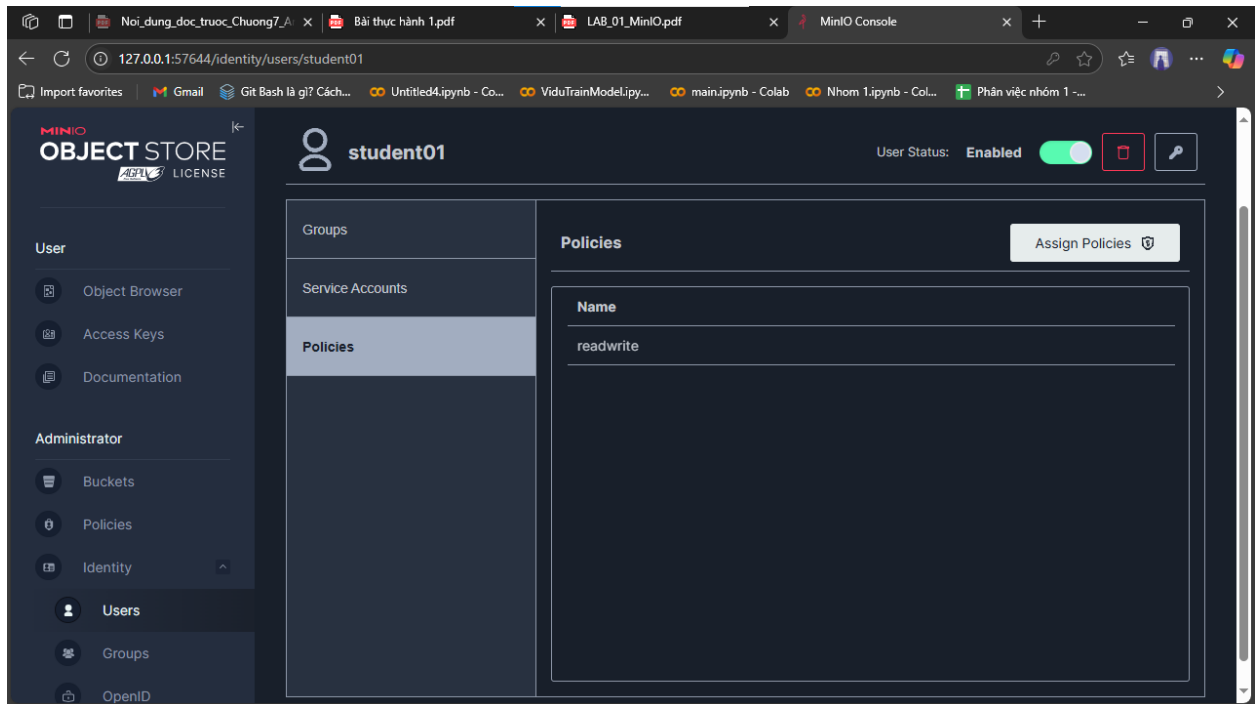 Noi_dung_doc_truoc_Chuong7_A
Bài thực hành 1.pdf
LAB_01_MinIO.pdf
MinIO Console
127.0.0.1:57644/identity/users/student01
Import favorites
Gmail
Git Bash là gì? Cách...
Untitled4.ipynb - Co...
ViduTrainModel.ipy...
main.ipynb - Colab
Nhom 1.ipynb - Col...
Phân việc nhóm 1 -...
MINIO
OBJECT STORE
AGPLV3 LICENSE
User
Object Browser
Access Keys
Documentation
Administrator
Buckets
Policies
Identity
Users
Groups
OpenID
student01
User Status: Enabled
Groups
Service Accounts
Policies
Policies
Assign Policies
Name
readwrite